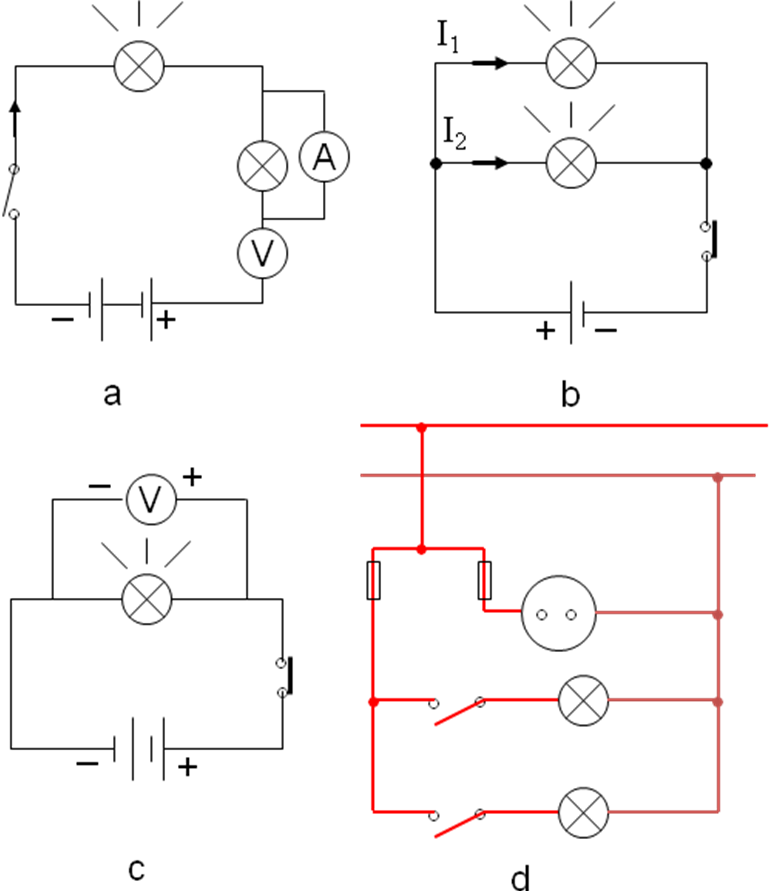 A
V
− +
a
I₁
I₂
+ −
b
− V +
− +
c
d